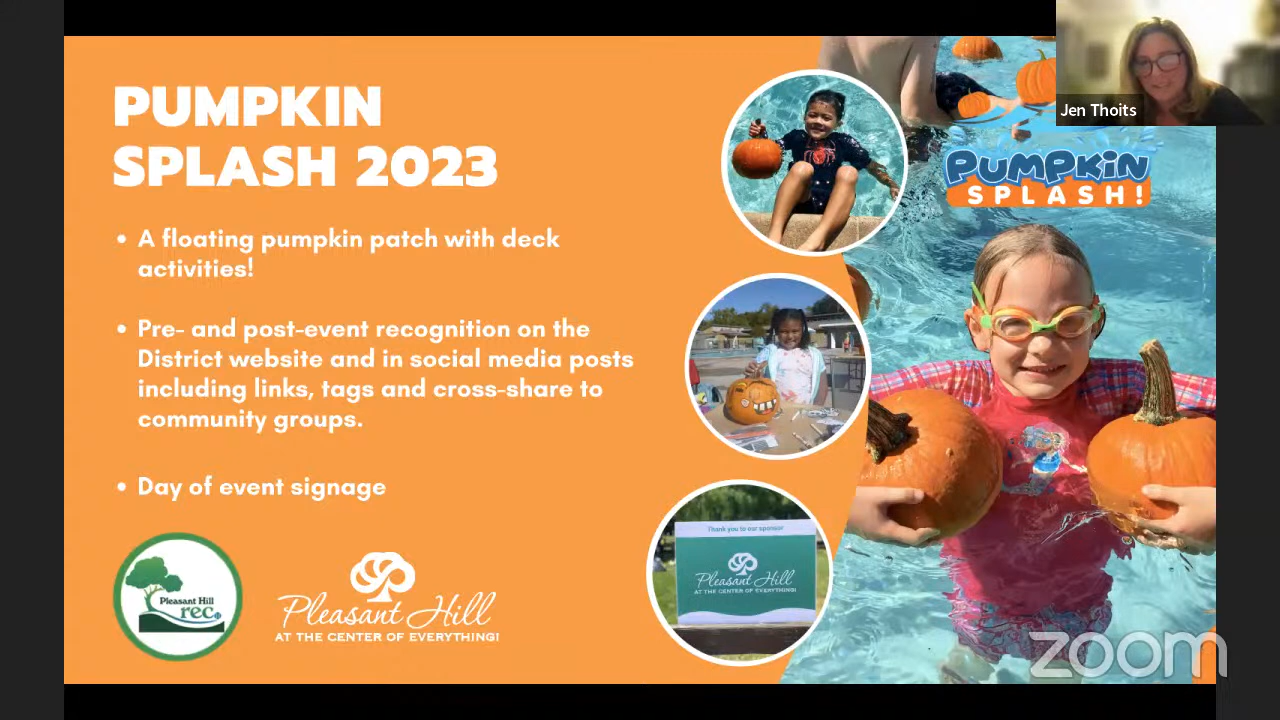 Jen Thoits
PUMPKIN
SPLASH 2023
PUMPKIN
SPLASH!
• A floating pumpkin patch with deck
activities!
• Pre- and post-event recognition on the
District website and in social media posts
including links, tags and cross-share to
community groups.
• Day of event signage
Thank you to our sponsor
Pleasant Hill
AT THE CENTER OF EVERYTHING!
Pleasant Hill
rec
Pleasant Hill
AT THE CENTER OF EVERYTHING!
zoom